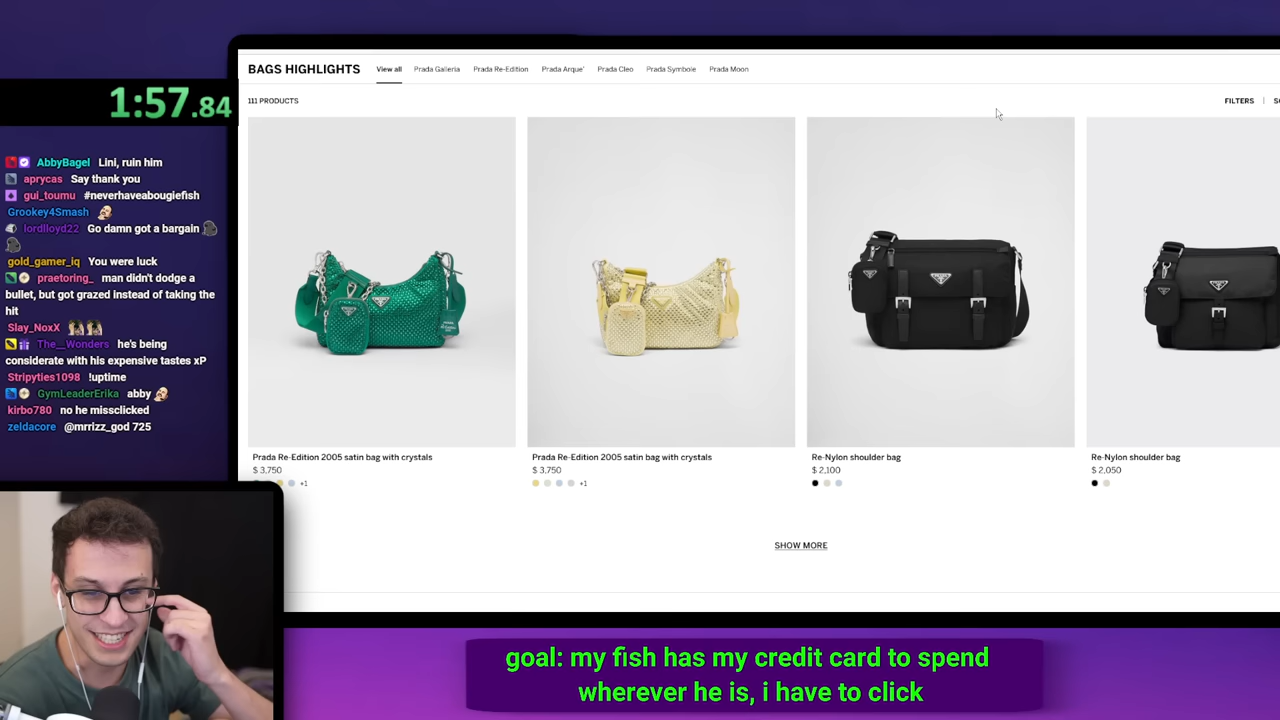 BAGS HIGHLIGHTS View all Prada Galleria Prada Re-Edition Prada Arque' Prada Cleo Prada Symbole Prada Moon
111 PRODUCTS FILTERS
1:57.84
AbbyBagel Lini, ruin him
aprycas Say thank you
gui_toumu #neverhaveabougiefish
Grookey4Smash
lordlloyd22 Go damn got a bargain
gold_gamer_iq You were luck
praetoring_ man didn't dodge a
bullet, but got grazed instead of taking the
hit
Slay_NoxX
The__Wonders he's being
considerate with his expensive tastes xP
Stripyties1098 !uptime
GymLeaderErika abby
kirbo780 no he missclicked
zeldacore @mrrizz_god 725
Prada Re-Edition 2005 satin bag with crystals
$ 3,750
+1
Prada Re-Edition 2005 satin bag with crystals
$ 3,750
+1
Re-Nylon shoulder bag
$ 2,100
Re-Nylon shoulder bag
$ 2,050
SHOW MORE
goal: my fish has my credit card to spend
wherever he is, i have to click